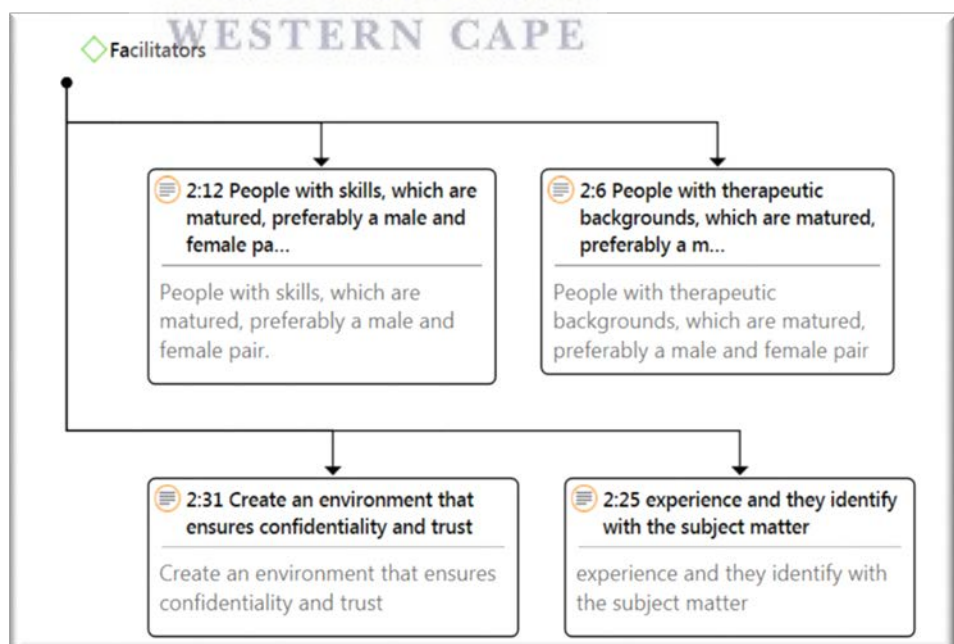 WESTERN CAPE
Facilitators
2:12 People with skills, which are
matured, preferably a male and
female pa...
People with skills, which are
matured, preferably a male and
female pair.
2:6 People with therapeutic
backgrounds, which are matured,
preferably a m...
People with therapeutic
backgrounds, which are matured,
preferably a male and female pair
2:31 Create an environment that
ensures confidentiality and trust
Create an environment that ensures
confidentiality and trust
2:25 experience and they identify
with the subject matter
experience and they identify with
the subject matter